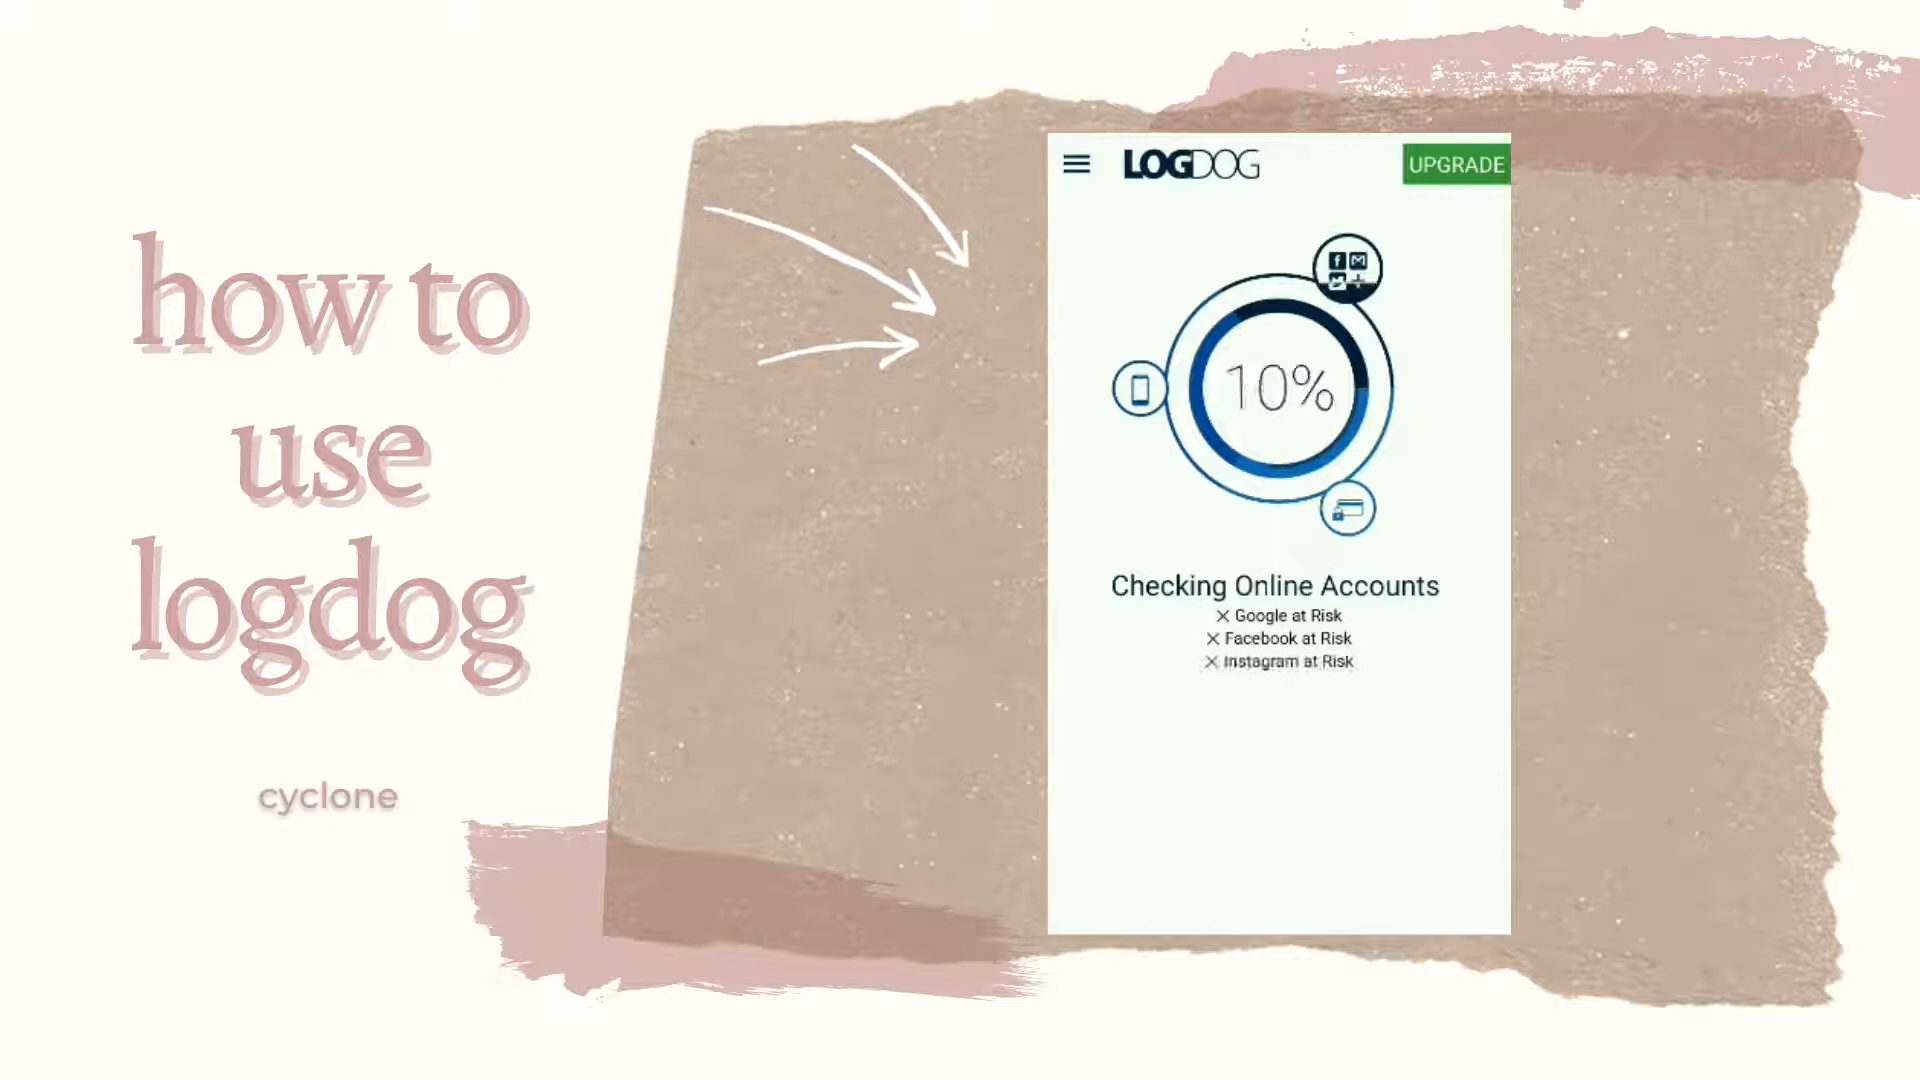 how to
use
logdog
cyclone
LOGDOG
UPGRADE
10%
Checking Online Accounts
× Google at Risk
× Facebook at Risk
× Instagram at Risk